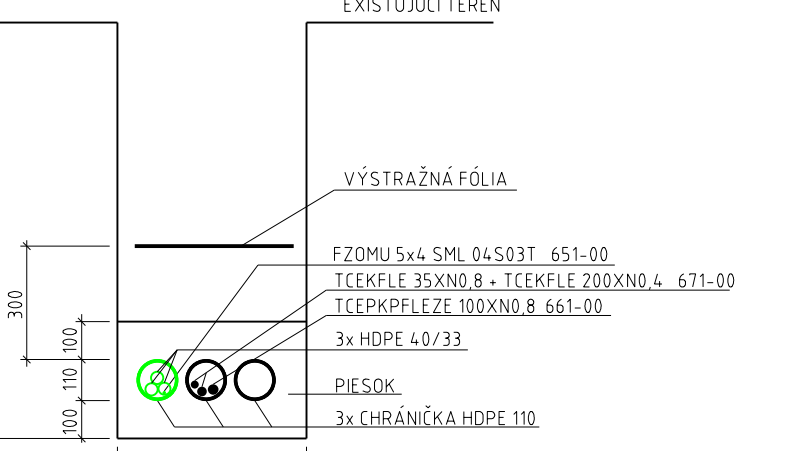 EXISTUJÚCI TERÉN
VÝSTRAŽNÁ FÓLIA
FZOMU 5x4 SML 04S03T 651-00
TCEKFLE 35XN0,8 + TCEKFLE 200XN0,4 671-00
TCEPKPFLEZE 100XN0,8 661-00
3x HDPE 40/33
PIESOK
3x CHRÁNIČKA HDPE 110
300
100
110
100